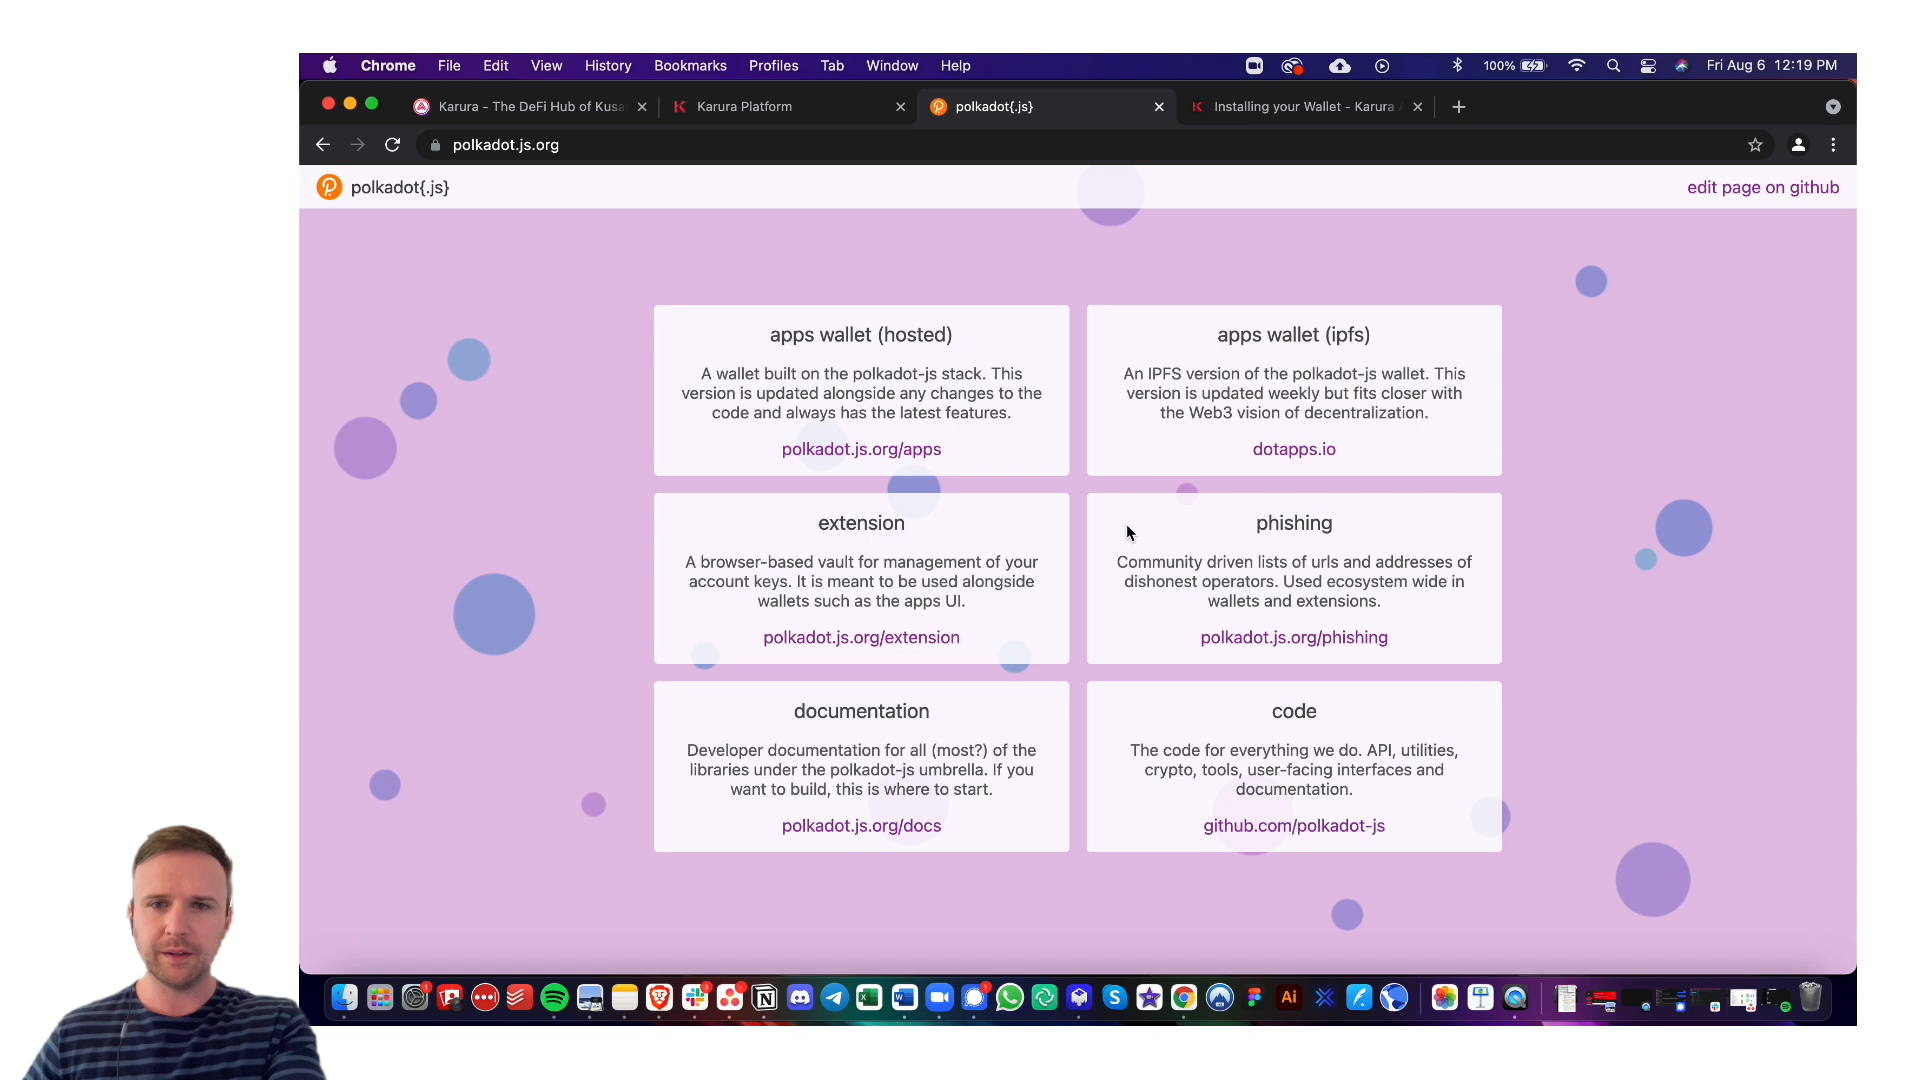 Chrome File Edit View History Bookmarks Profiles Tab Window Help 100% Fri Aug 6 12:19 PM
Karura - The DeFi Hub of Kusa Karura Platform polkadot{.js} Installing your Wallet - Karura
polkadot.js.org
polkadot{.js} edit page on github
apps wallet (hosted)
A wallet built on the polkadot-js stack. This
version is updated alongside any changes to the
code and always has the latest features.
polkadot.js.org/apps
apps wallet (ipfs)
An IPFS version of the polkadot-js wallet. This
version is updated weekly but fits closer with
the Web3 vision of decentralization.
dotapps.io
extension
A browser-based vault for management of your
account keys. It is meant to be used alongside
wallets such as the apps UI.
polkadot.js.org/extension
phishing
Community driven lists of urls and addresses of
dishonest operators. Used ecosystem wide in
wallets and extensions.
polkadot.js.org/phishing
documentation
Developer documentation for all (most?) of the
libraries under the polkadot-js umbrella. If you
want to build, this is where to start.
polkadot.js.org/docs
code
The code for everything we do. API, utilities,
crypto, tools, user-facing interfaces and
documentation.
github.com/polkadot-js
Ai